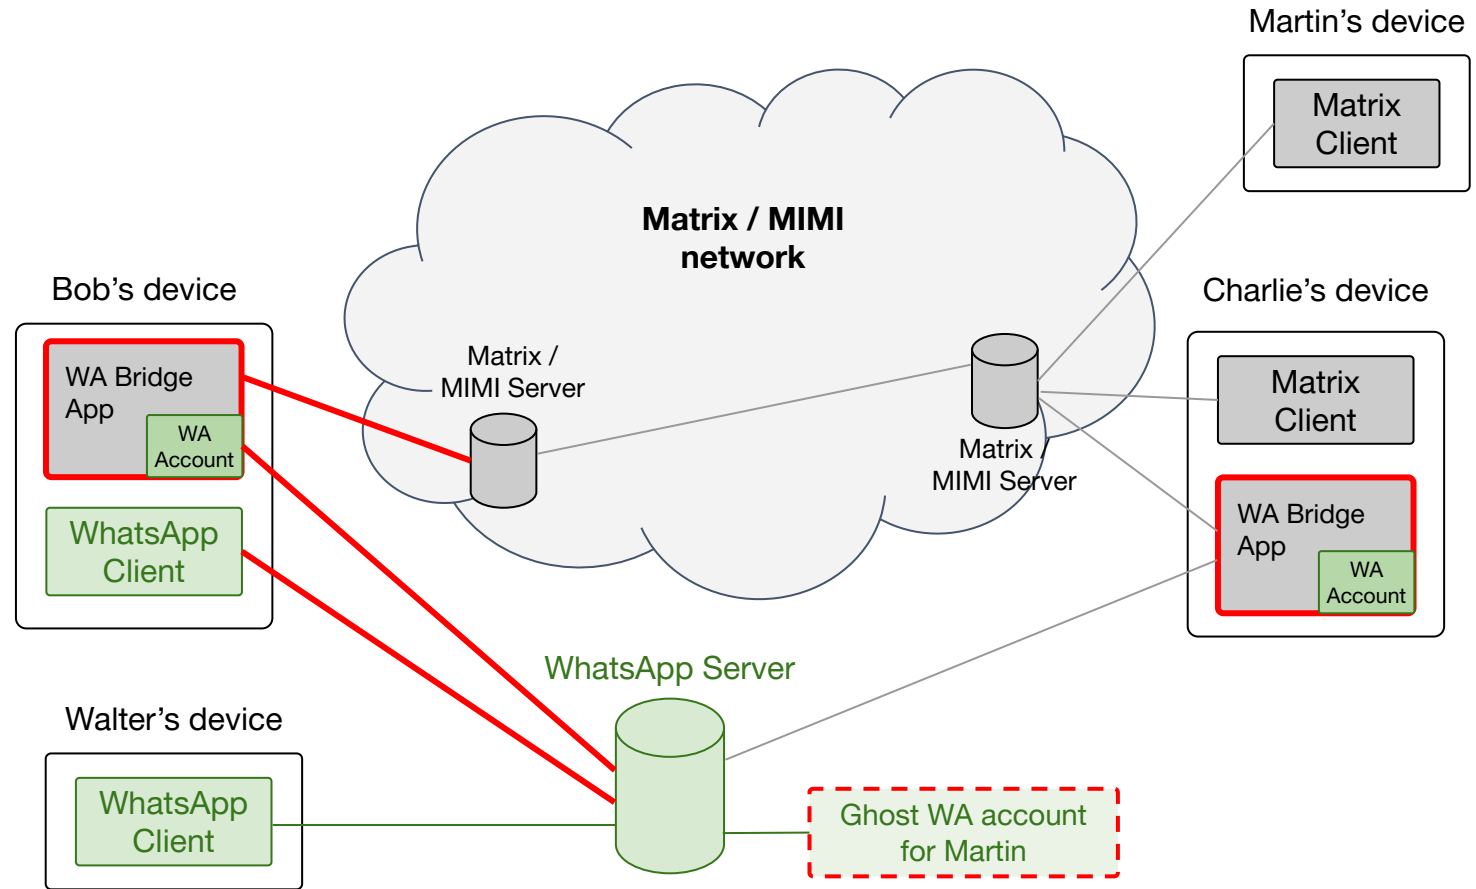 Martin’s device
Matrix
Client
Matrix / MIMI
network
Bob’s device
WA Bridge
App
WA
Account
WhatsApp
Client
Matrix /
MIMI Server
Matrix /
MIMI Server
Charlie’s device
Matrix
Client
WA Bridge
App
WA
Account
WhatsApp Server
Walter’s device
WhatsApp
Client
Ghost WA account
for Martin